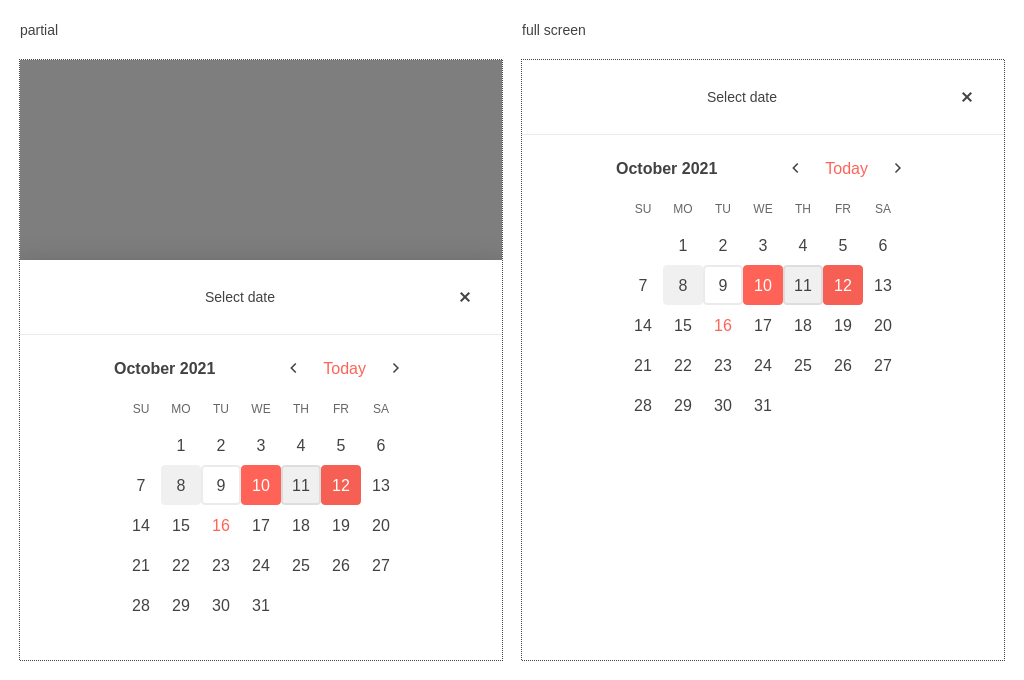 partial
Select date
October 2021 Today
SU MO TU WE TH FR SA
1 2 3 4 5 6
7 8 9 10 11 12 13
14 15 16 17 18 19 20
21 22 23 24 25 26 27
28 29 30 31
full screen
Select date
October 2021 Today
SU MO TU WE TH FR SA
1 2 3 4 5 6
7 8 9 10 11 12 13
14 15 16 17 18 19 20
21 22 23 24 25 26 27
28 29 30 31